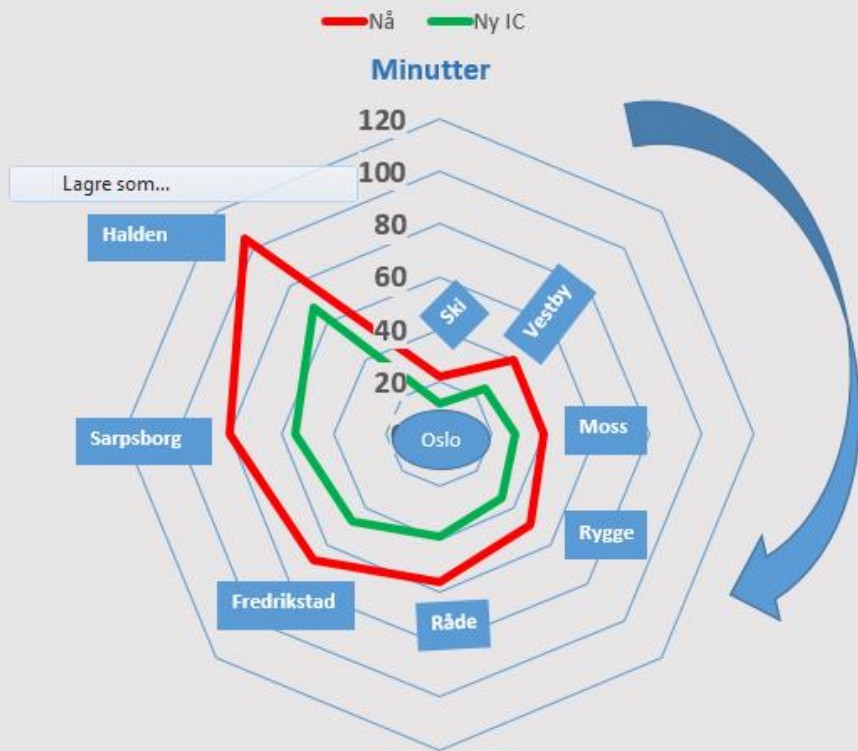 Nå
Ny IC
Minutter
120
100
Lagre som...
Halden
80
60
Ski
Vestby
40
20
Sarpsborg
Oslo
Moss
Rygge
Fredrikstad
Råde